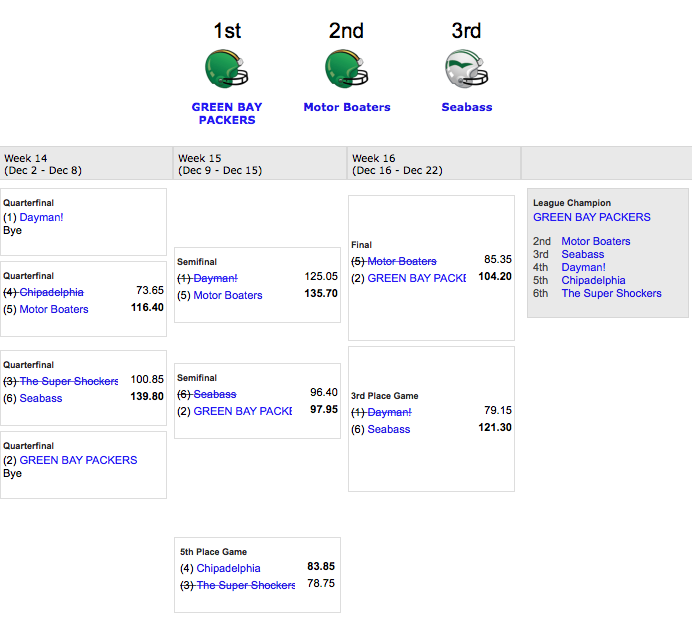 1st
2nd
3rd
GREEN BAY
PACKERS
Motor Boaters
Seabass
Week 14
(Dec 2 - Dec 8)
Week 15
(Dec 9 - Dec 15)
Week 16
(Dec 16 - Dec 22)
Quarterfinal
(1) Dayman!
Bye
Quarterfinal
(4) Chipadelphia 73.65
(5) Motor Boaters 116.40
Quarterfinal
(3) The Super Shockers 100.85
(6) Seabass 139.80
Quarterfinal
(2) GREEN BAY PACKERS
Bye
Semifinal
(1) Dayman! 125.05
(5) Motor Boaters 135.70
Semifinal
(6) Seabass 96.40
(2) GREEN BAY PACKE 97.95
5th Place Game
(4) Chipadelphia 83.85
(3) The Super Shockers 78.75
Final
(5) Motor Boaters 85.35
(2) GREEN BAY PACKE 104.20
3rd Place Game
(1) Dayman! 79.15
(6) Seabass 121.30
League Champion
GREEN BAY PACKERS
2nd Motor Boaters
3rd Seabass
4th Dayman!
5th Chipadelphia
6th The Super Shockers